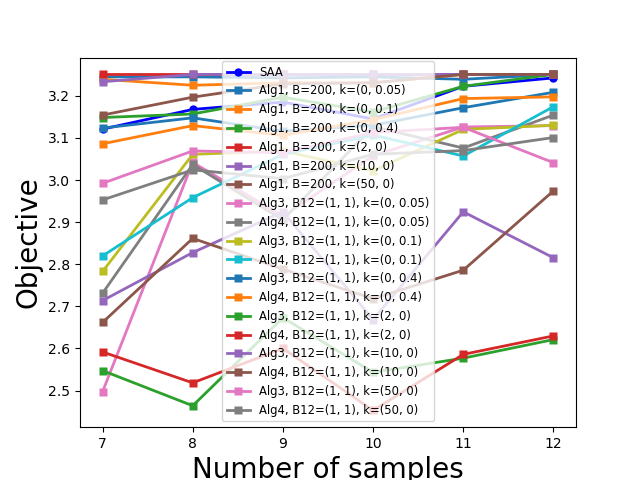 3.2
3.1
3.0
2.9
2.8
2.7
2.6
2.5
Objective
7
8
9
10
11
12
Number of samples
SAA
Alg1, B=200, k=(0, 0.05)
Alg1, B=200, k=(0, 0.1)
Alg1, B=200, k=(0, 0.4)
Alg1, B=200, k=(2, 0)
Alg1, B=200, k=(10, 0)
Alg1, B=200, k=(50, 0)
Alg3, B12=(1, 1), k=(0, 0.05)
Alg4, B12=(1, 1), k=(0, 0.05)
Alg3, B12=(1, 1), k=(0, 0.1)
Alg4, B12=(1, 1), k=(0, 0.1)
Alg3, B12=(1, 1), k=(0, 0.4)
Alg4, B12=(1, 1), k=(0, 0.4)
Alg3, B12=(1, 1), k=(2, 0)
Alg4, B12=(1, 1), k=(2, 0)
Alg3, B12=(1, 1), k=(10, 0)
Alg4, B12=(1, 1), k=(10, 0)
Alg3, B12=(1, 1), k=(50, 0)
Alg4, B12=(1, 1), k=(50, 0)